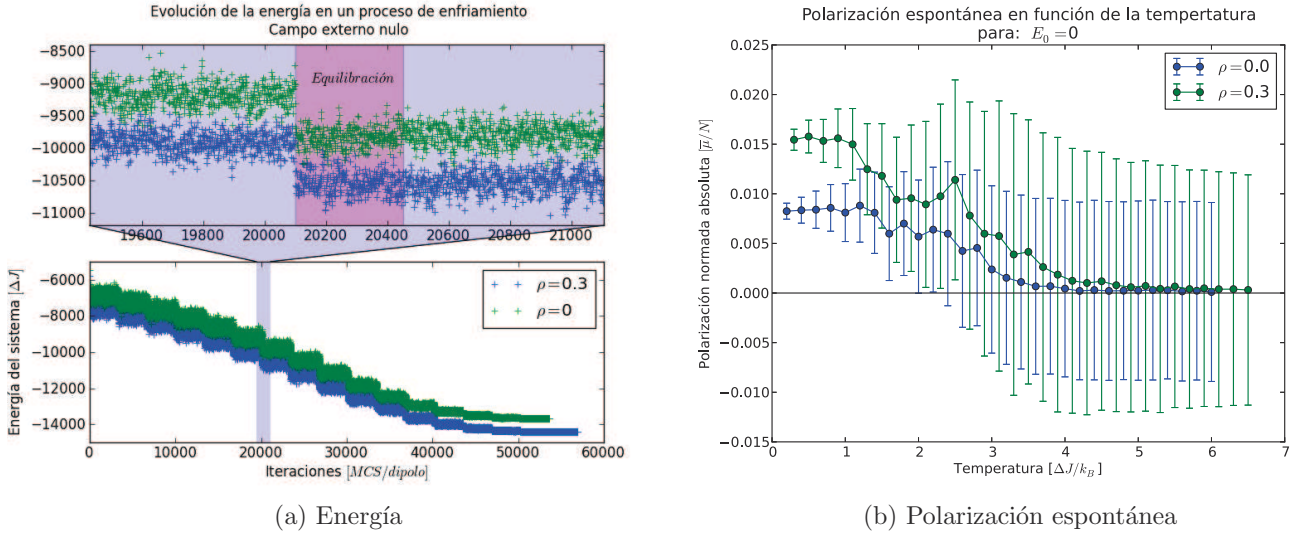 Evolución de la energía en un proceso de enfriamiento
Campo externo nulo
−8500
−9000
−9500
−10000
−10500
−11000
Equilibración
19600 19800 20000 20200 20400 20600 20800 21000
Energía del sistema [ΔJ]
−6000
−8000
−10000
−12000
−14000
ρ=0.3
ρ=0
0 10000 20000 30000 40000 50000 60000
Iteraciones [MCS/dipolo]
(a) Energía
Polarización espontánea en función de la tempertatura
para: E₀=0
Polarización normada absoluta [μ̅/N]
0.025
0.020
0.015
0.010
0.005
0.000
−0.005
−0.010
−0.015
ρ=0.0
ρ=0.3
0 1 2 3 4 5 6 7
Temperatura [ΔJ/k_B]
(b) Polarización espontánea